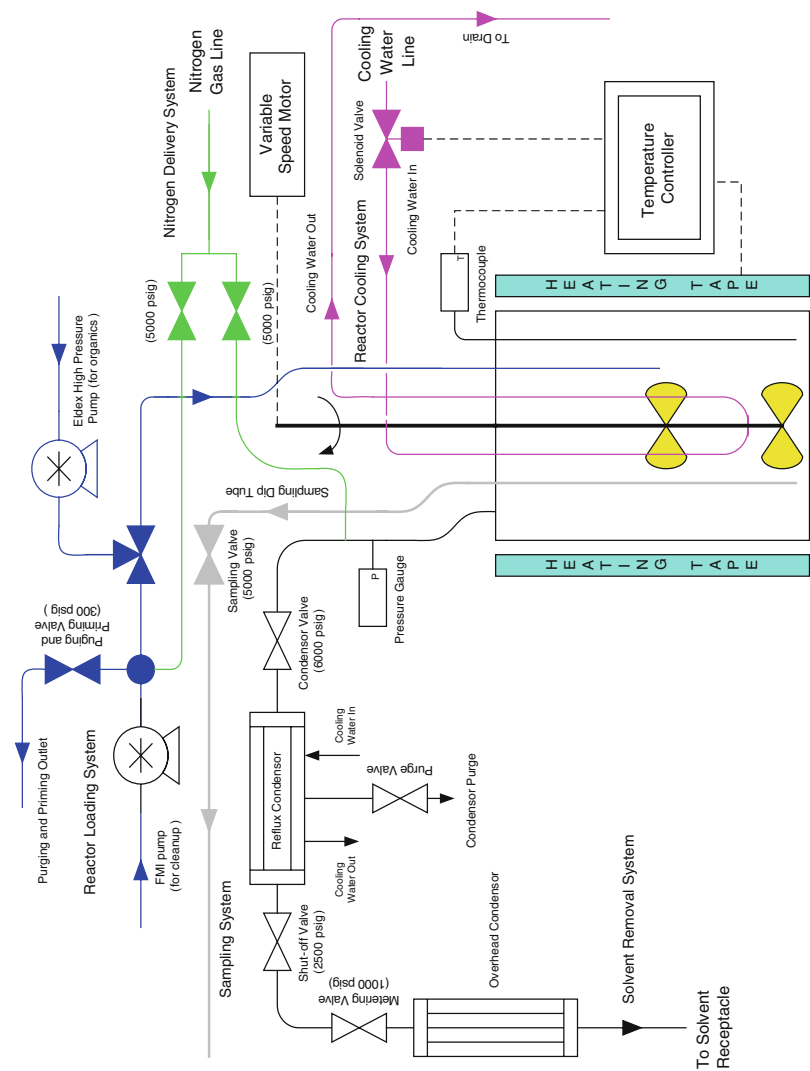 Nitrogen Delivery System
Nitrogen
Gas Line
Variable
Speed Motor
To Drain
Cooling
Water
Line
Solenoid Valve
Cooling Water In
Cooling Water Out
Reactor Cooling System
Temperature
Controller
Thermocouple
T
HEATING TAPE
HEATING TAPE
Eldex High Pressure
Pump (for organics)
(5000 psig)
(5000 psig)
Puging and
Priming Valve
(300 psig )
Purging and Priming Outlet
Reactor Loading System
FMI pump
(for cleanup )
Sampling Dip Tube
Sampling Valve
(5000 psig)
Sampling System
Condensor Valve
(6000 psig)
P
Pressure Gauge
Reflux Condensor
Cooling
Water In
Cooling
Water Out
Purge Valve
Condensor Purge
Shut-off Valve
(2500 psig)
Metering Valve
(1000 psig)
Overhead Condensor
Solvent Removal System
To Solvent
Receptacle